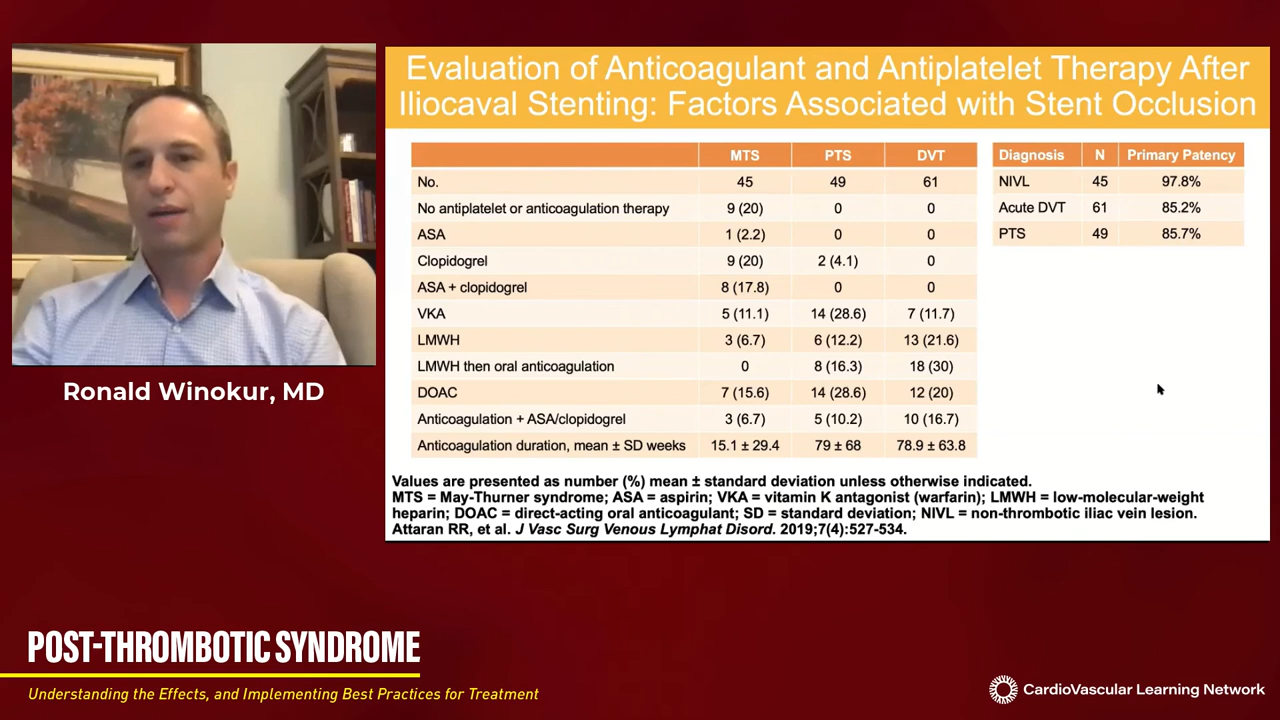 Evaluation of Anticoagulant and Antiplatelet Therapy After
Iliocaval Stenting: Factors Associated with Stent Occlusion
MTS PTS DVT
No. 45 49 61
No antiplatelet or anticoagulation therapy 9 (20) 0 0
ASA 1 (2.2) 0 0
Clopidogrel 9 (20) 2 (4.1) 0
ASA + clopidogrel 8 (17.8) 0 0
VKA 5 (11.1) 14 (28.6) 7 (11.7)
LMWH 3 (6.7) 6 (12.2) 13 (21.6)
LMWH then oral anticoagulation 0 8 (16.3) 18 (30)
DOAC 7 (15.6) 14 (28.6) 12 (20)
Anticoagulation + ASA/clopidogrel 3 (6.7) 5 (10.2) 10 (16.7)
Anticoagulation duration, mean ± SD weeks 15.1 ± 29.4 79 ± 68 78.9 ± 63.8
Diagnosis N Primary Patency
NIVL 45 97.8%
Acute DVT 61 85.2%
PTS 49 85.7%
Values are presented as number (%) mean ± standard deviation unless otherwise indicated.
MTS = May-Thurner syndrome; ASA = aspirin; VKA = vitamin K antagonist (warfarin); LMWH = low-molecular-weight
heparin; DOAC = direct-acting oral anticoagulant; SD = standard deviation; NIVL = non-thrombotic iliac vein lesion.
Attaran RR, et al. J Vasc Surg Venous Lymphat Disord. 2019;7(4):527-534.
Ronald Winokur, MD
POST-THROMBOTIC SYNDROME
Understanding the Effects, and Implementing Best Practices for Treatment
CardioVascular Learning Network